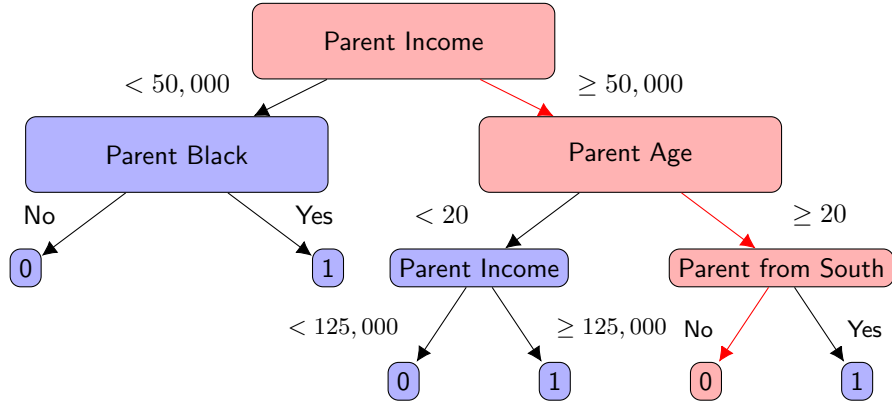 Parent Income
< 50,000
≥ 50,000
Parent Black
Parent Age
No
Yes
< 20
≥ 20
0
1
Parent Income
Parent from South
< 125,000
≥ 125,000
No
Yes
0
1
0
1